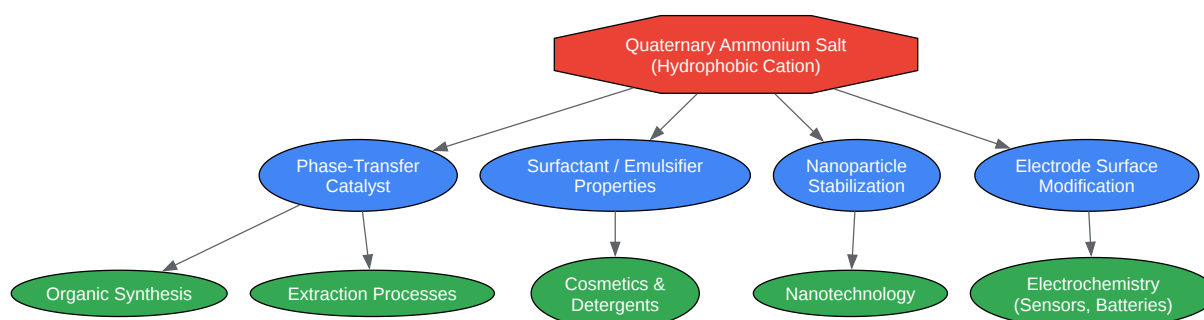 Quaternary Ammonium Salt
(Hydrophobic Cation)
Phase-Transfer
Catalyst
Surfactant / Emulsifier
Properties
Nanoparticle
Stabilization
Electrode Surface
Modification
Organic Synthesis
Extraction Processes
Cosmetics &
Detergents
Nanotechnology
Electrochemistry
(Sensors, Batteries)